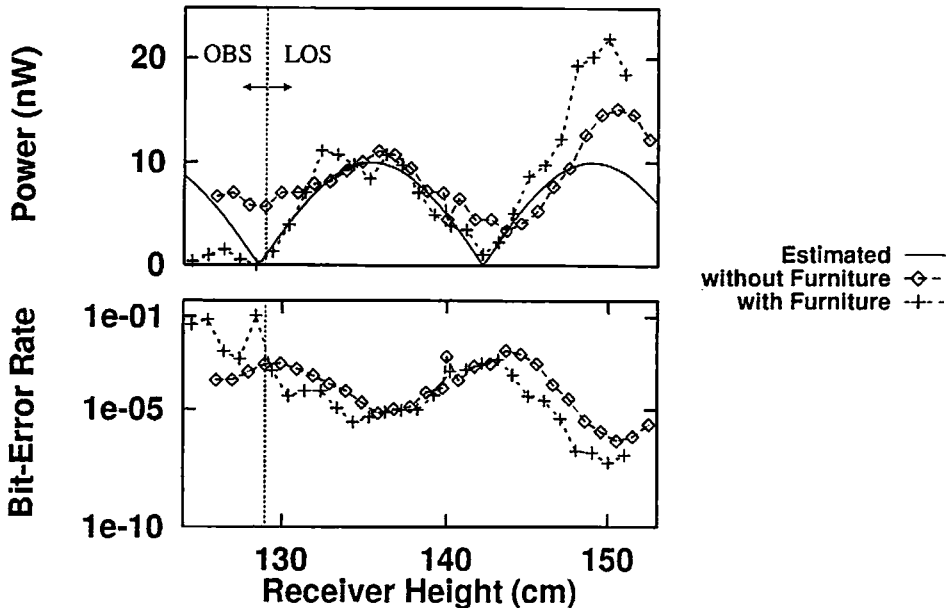 Power (nW)
20
10
0
OBS
LOS
Estimated
without Furniture
with Furniture
Bit-Error Rate
1e-01
1e-05
1e-10
130
140
150
Receiver Height (cm)